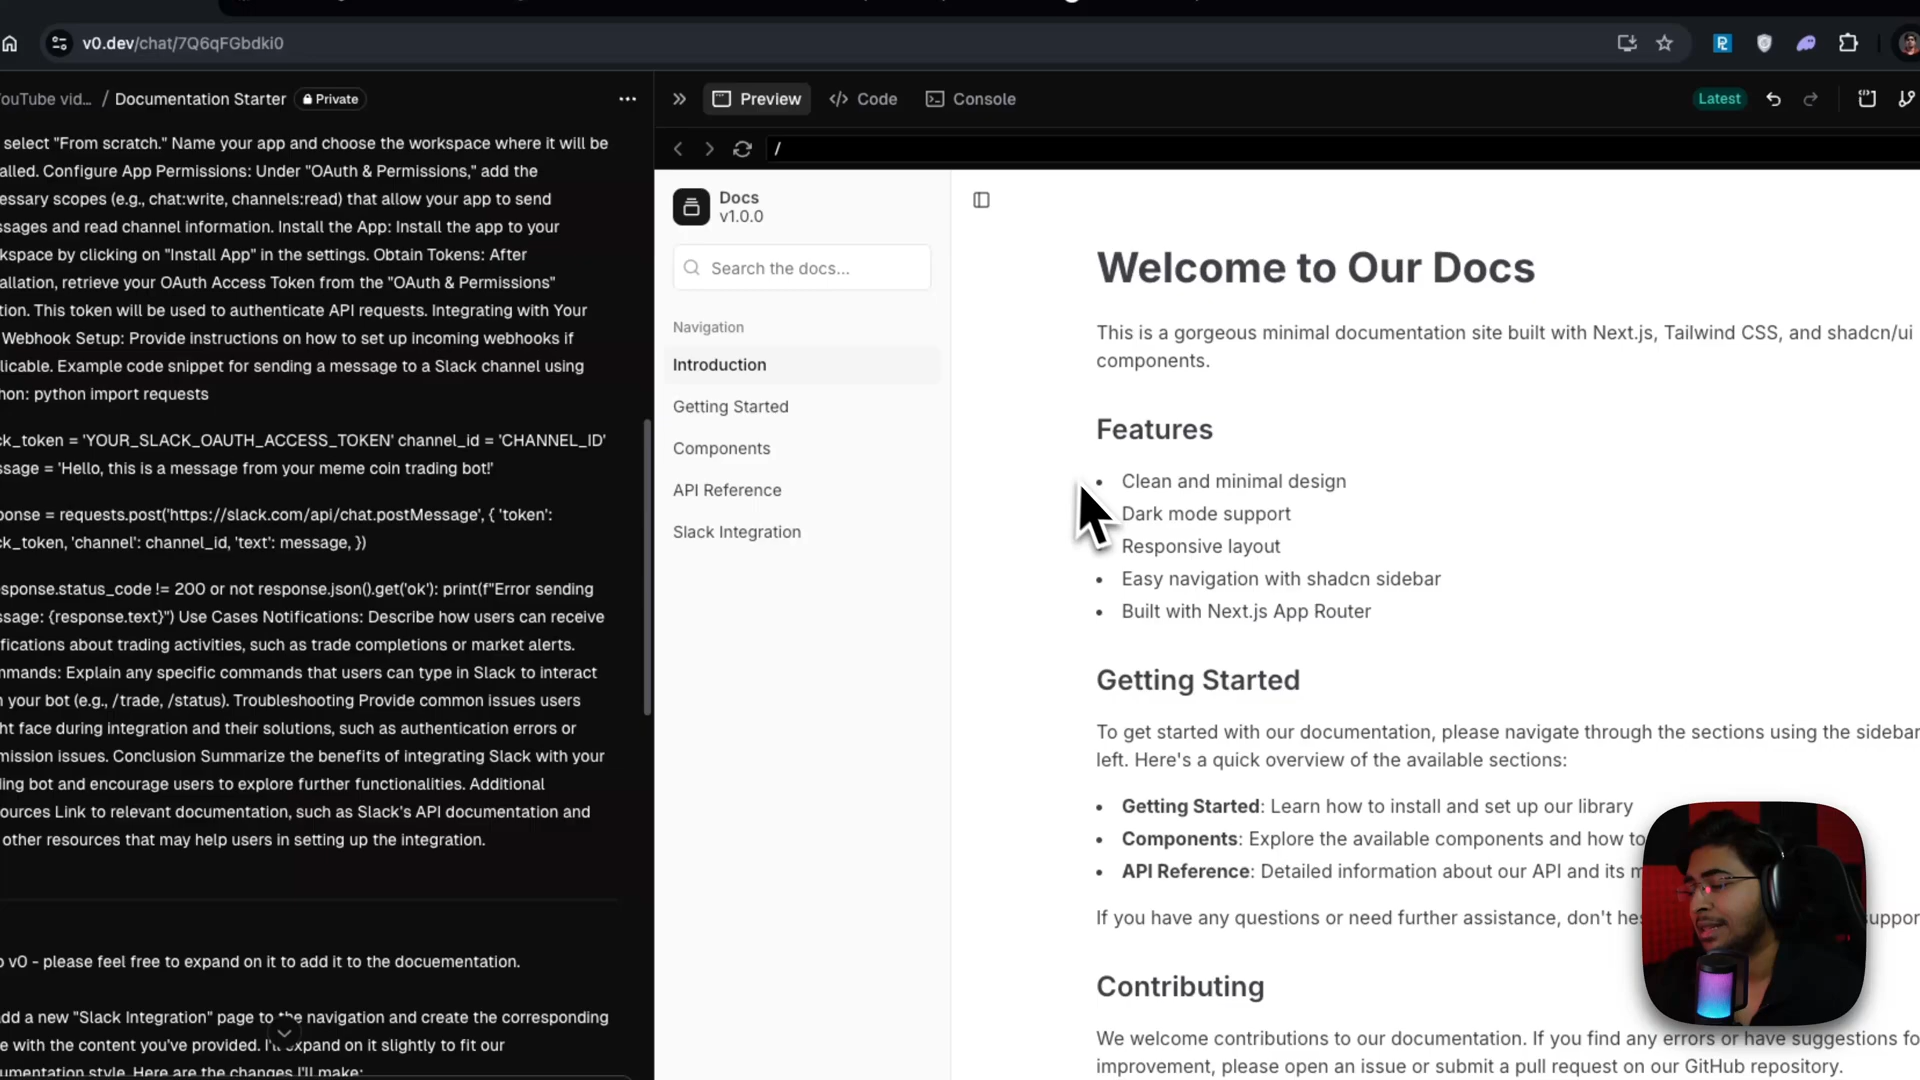 v0.dev/chat/7Q6qFGbdki0
ouTube vid... / Documentation Starter Private
Preview Code Console Latest
/
select "From scratch." Name your app and choose the workspace where it will be
alled. Configure App Permissions: Under "OAuth & Permissions," add the
essary scopes (e.g., chat:write, channels:read) that allow your app to send
ssages and read channel information. Install the App: Install the app to your
kspace by clicking on "Install App" in the settings. Obtain Tokens: After
allation, retrieve your OAuth Access Token from the "OAuth & Permissions"
tion. This token will be used to authenticate API requests. Integrating with Your
Webhook Setup: Provide instructions on how to set up incoming webhooks if
licable. Example code snippet for sending a message to a Slack channel using
hon: python import requests
ck_token = 'YOUR_SLACK_OAUTH_ACCESS_TOKEN' channel_id = 'CHANNEL_ID'
ssage = 'Hello, this is a message from your meme coin trading bot!'
ponse = requests.post('https://slack.com/api/chat.postMessage', { 'token':
ck_token, 'channel': channel_id, 'text': message, })
esponse.status_code != 200 or not response.json().get('ok'): print(f"Error sending
ssage: {response.text}") Use Cases Notifications: Describe how users can receive
ifications about trading activities, such as trade completions or market alerts.
mmands: Explain any specific commands that users can type in Slack to interact
your bot (e.g., /trade, /status). Troubleshooting Provide common issues users
ht face during integration and their solutions, such as authentication errors or
mission issues. Conclusion Summarize the benefits of integrating Slack with your
ling bot and encourage users to explore further functionalities. Additional
ources Link to relevant documentation, such as Slack's API documentation and
other resources that may help users in setting up the integration.
v0 - please feel free to expand on it to add it to the docuementation.
dd a new "Slack Integration" page to the navigation and create the corresponding
e with the content you've provided. I'll expand on it slightly to fit our
umentation style. Here are the changes I'll make:
Docs
v1.0.0
Search the docs...
Navigation
Introduction
Getting Started
Components
API Reference
Slack Integration
Welcome to Our Docs
This is a gorgeous minimal documentation site built with Next.js, Tailwind CSS, and shadcn/ui
components.
Features
• Clean and minimal design
Dark mode support
Responsive layout
• Easy navigation with shadcn sidebar
• Built with Next.js App Router
Getting Started
To get started with our documentation, please navigate through the sections using the sidebar
left. Here's a quick overview of the available sections:
• Getting Started: Learn how to install and set up our library
• Components: Explore the available components and how to
• API Reference: Detailed information about our API and its m
If you have any questions or need further assistance, don't hes suppor
Contributing
We welcome contributions to our documentation. If you find any errors or have suggestions fo
improvement, please open an issue or submit a pull request on our GitHub repository.